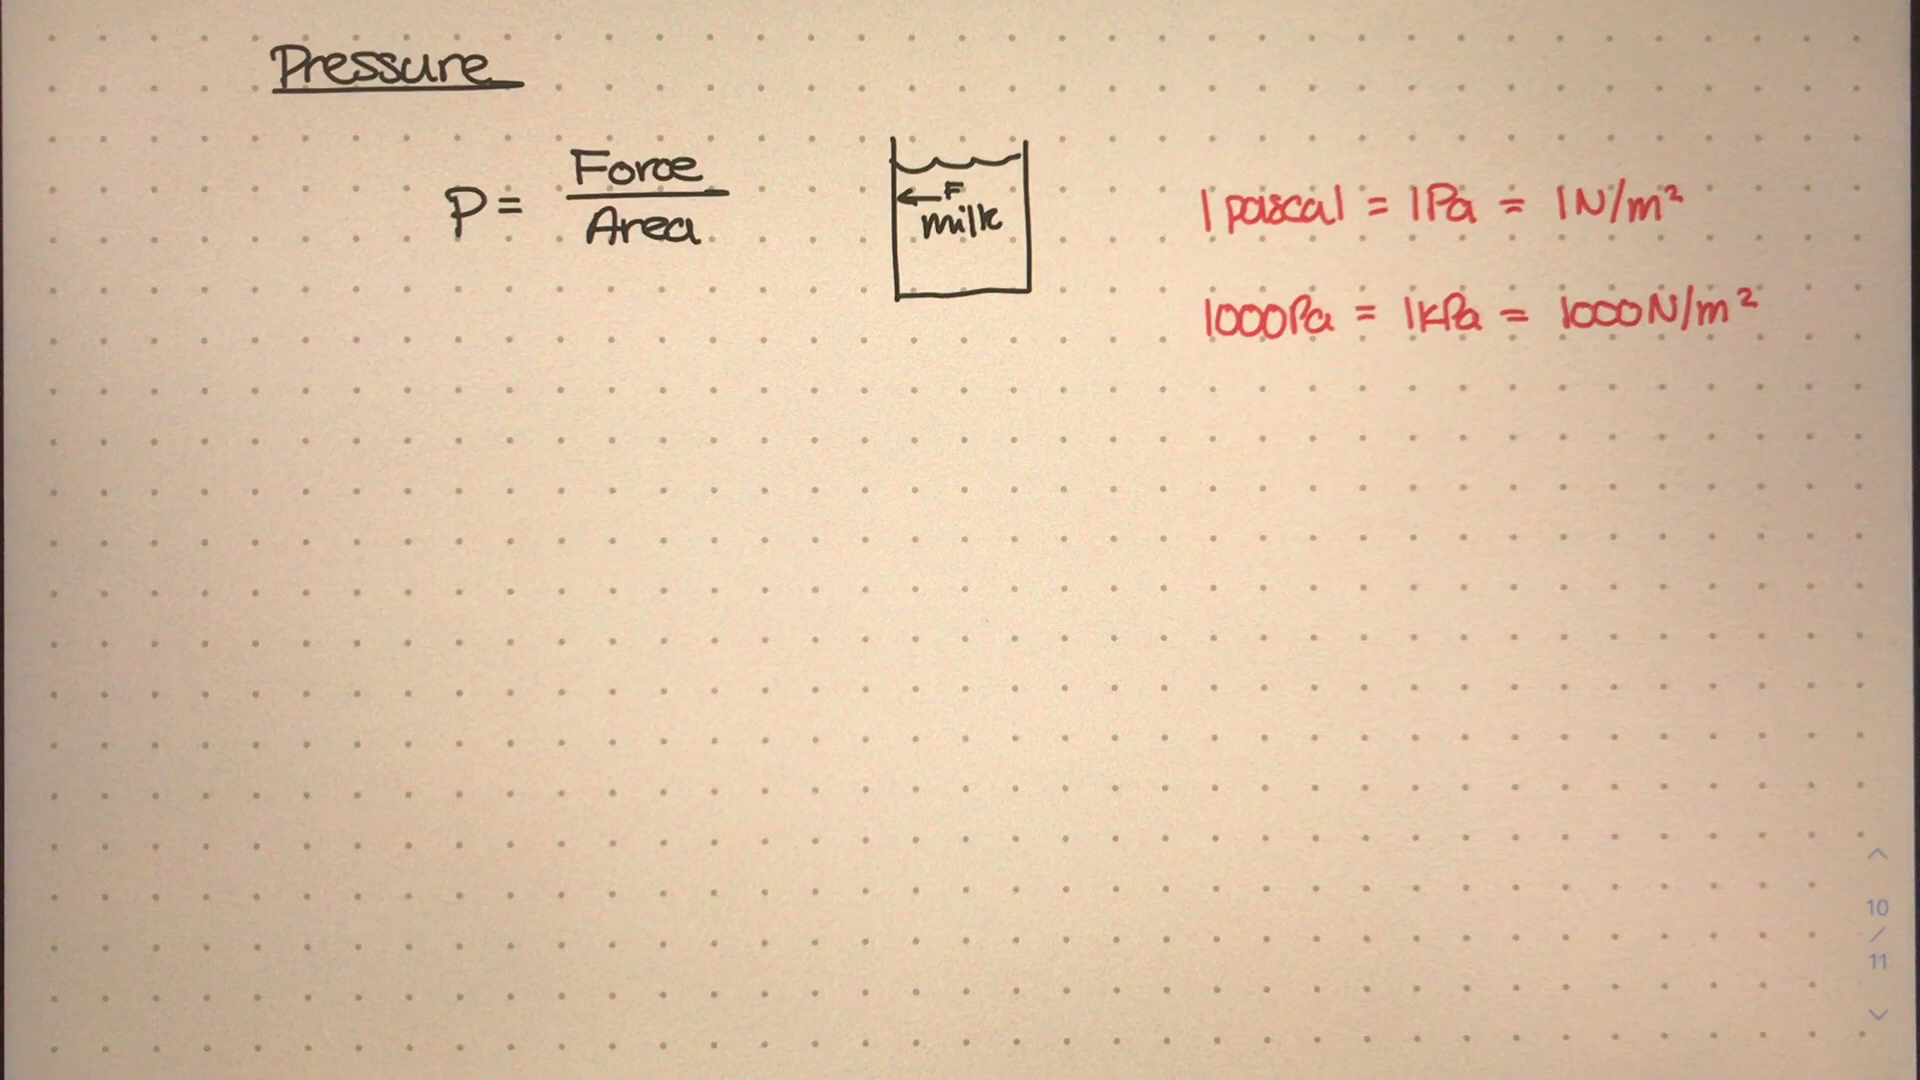 Pressure
P = Force / Area
F
milk
1 pascal = 1Pa = 1N/m²
1000Pa = 1kPa = 1000N/m²
10
/
11